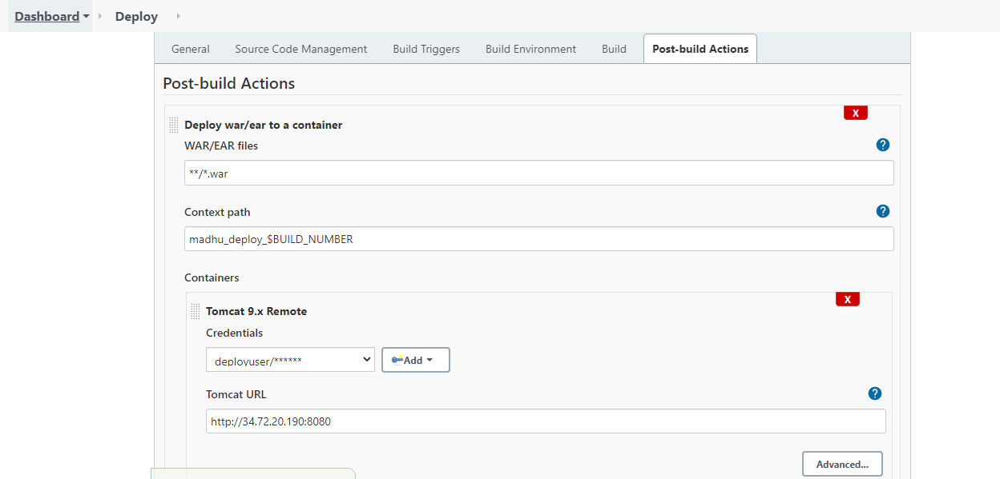 Dashboard Deploy
General Source Code Management Build Triggers Build Environment Build Post-build Actions
Post-build Actions
X
Deploy war/ear to a container
WAR/EAR files ?
**/*.war
Context path ?
madhu_deploy_$BUILD_NUMBER
Containers
X
Tomcat 9.x Remote
Credentials
deployuser/****** Add
Tomcat URL ?
http://34.72.20.190:8080
Advanced...